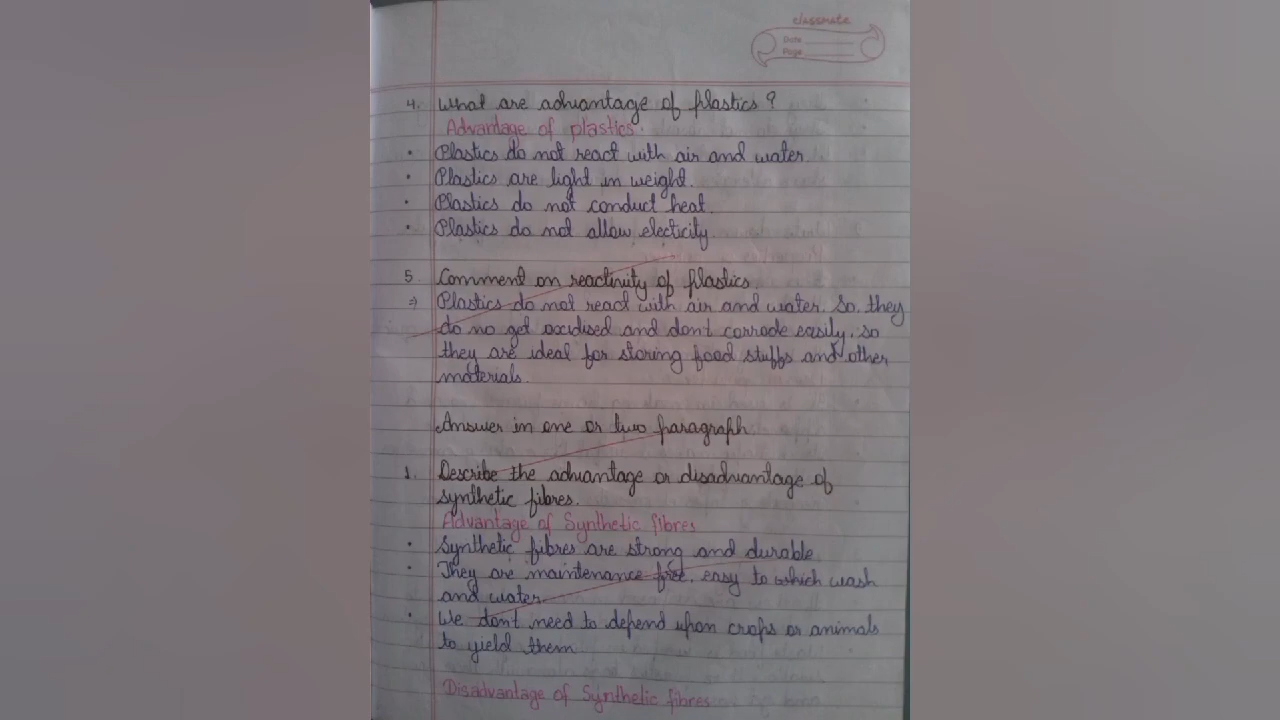 classmate
Date
Page
4. What are advantage of plastics ?
Advantage of plastics.
• Plastics do not react with air and water.
• Plastics are light in weight.
• Plastics do not conduct heat.
• Plastics do not allow electicity.
5 Comment on reactivity of plastics.
⇒ Plastics do not react with air and water. So, they
do no get oxidised and don't corrode easily. so
they are ideal for storing food stuffs and other
materials.
Answer in one or two paragraph.
1. Describe the advantage or disadvantage of
synthetic fibres.
Advantage of Synthetic fibres
• Synthetic fibres are strong and durable.
• They are maintenance free, easy to which wash
and water.
• We don't need to depend upon crops or animals
to yield them
Disadvantage of Synthetic fibres